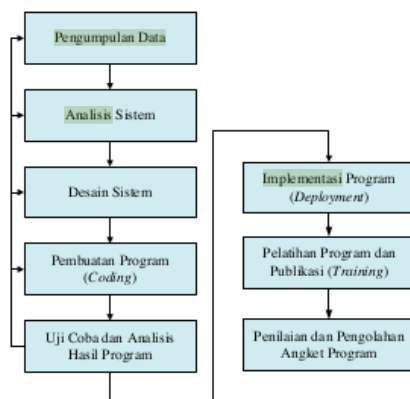 Pengumpulan Data
Analisis Sistem
Desain Sistem
Pembuatan Program
(Coding)
Uji Coba dan Analisis
Hasil Program
Implementasi Program
(Deployment)
Pelatihan Program dan
Publikasi (Training)
Penilaian dan Pengolahan
Angket Program